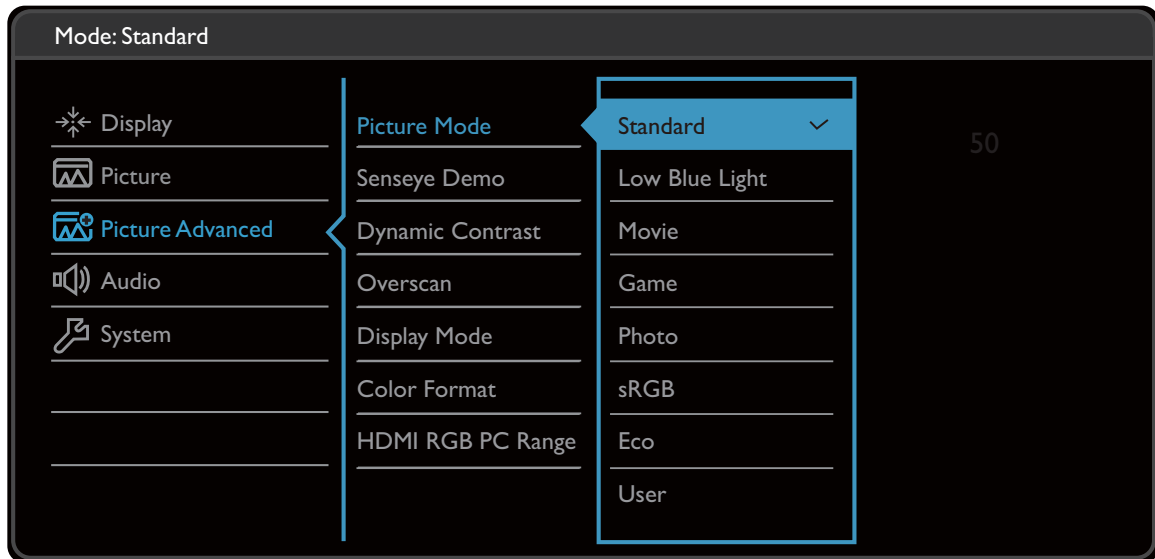 Mode: Standard
Display
Picture
Picture Advanced
Audio
System
Picture Mode
Senseye Demo
Dynamic Contrast
Overscan
Display Mode
Color Format
HDMI RGB PC Range
Standard
Low Blue Light
Movie
Game
Photo
sRGB
Eco
User
50